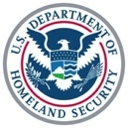 U.S. DEPARTMENT OF
HOMELAND SECURITY